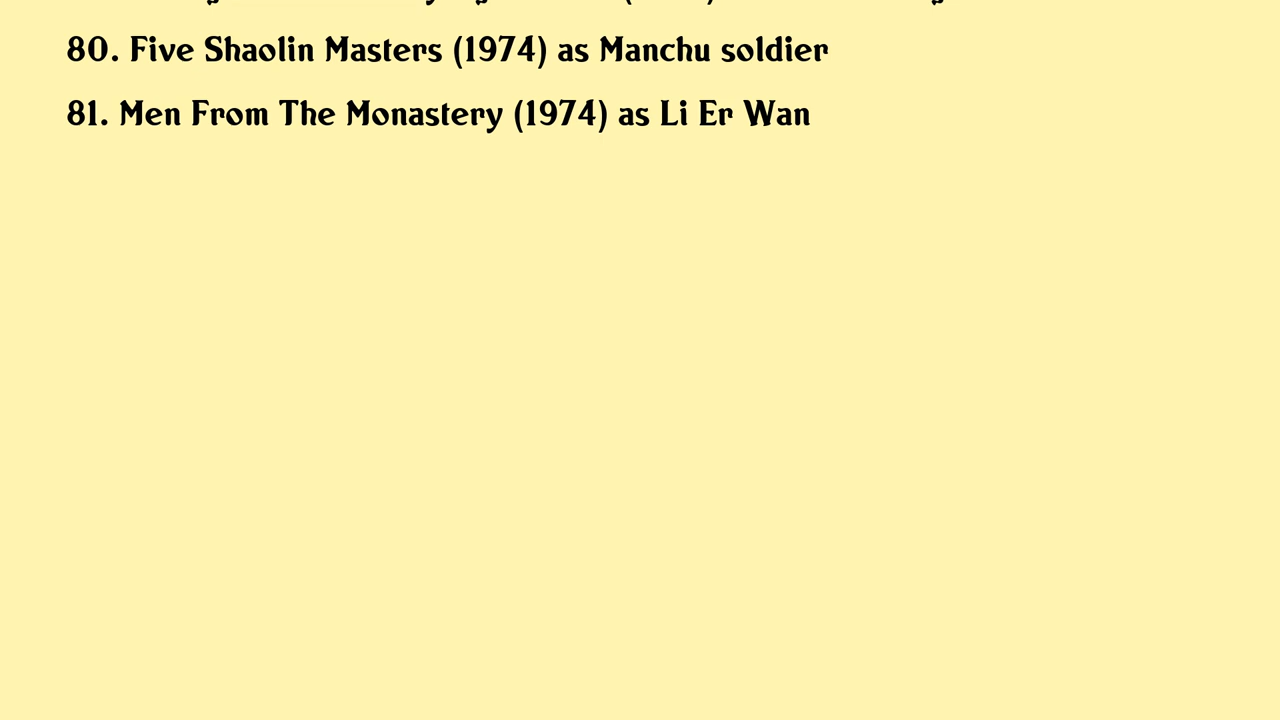 80. Five Shaolin Masters (1974) as Manchu soldier
81. Men From The Monastery (1974) as Li Er Wan